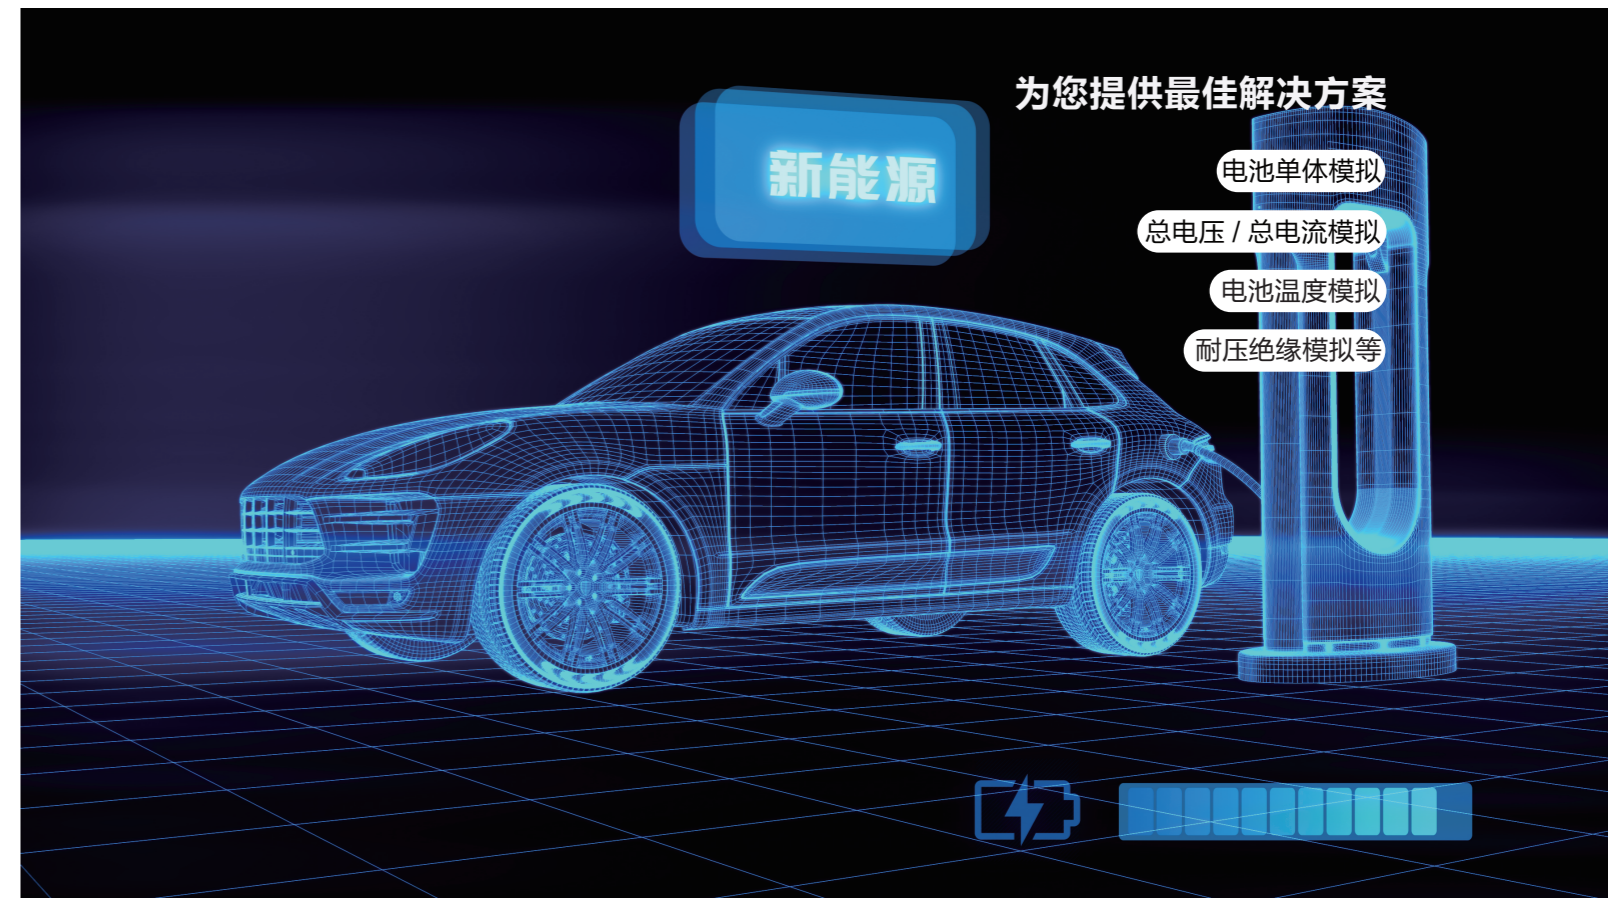 为您提供最佳解决方案
新能源
电池单体模拟
总电压 / 总电流模拟
电池温度模拟
耐压绝缘模拟等